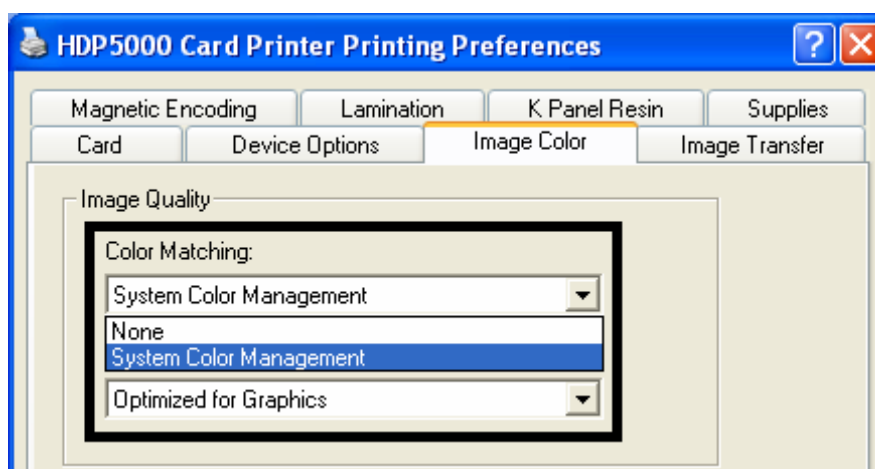 HDP5000 Card Printer Printing Preferences
Magnetic Encoding Lamination K Panel Resin Supplies
Card Device Options Image Color Image Transfer
Image Quality
Color Matching:
System Color Management
None
System Color Management
Optimized for Graphics